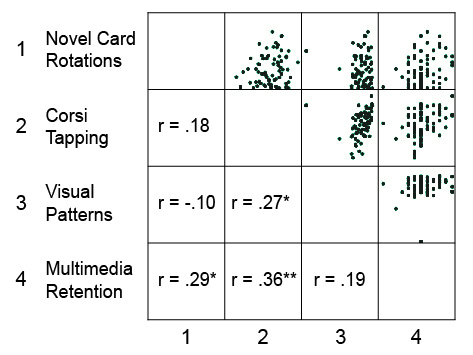 1 Novel Card
Rotations
2 Corsi
Tapping
r = .18
3 Visual
Patterns
r = -.10 r = .27*
4 Multimedia
Retention
r = .29* r = .36** r = .19
1 2 3 4